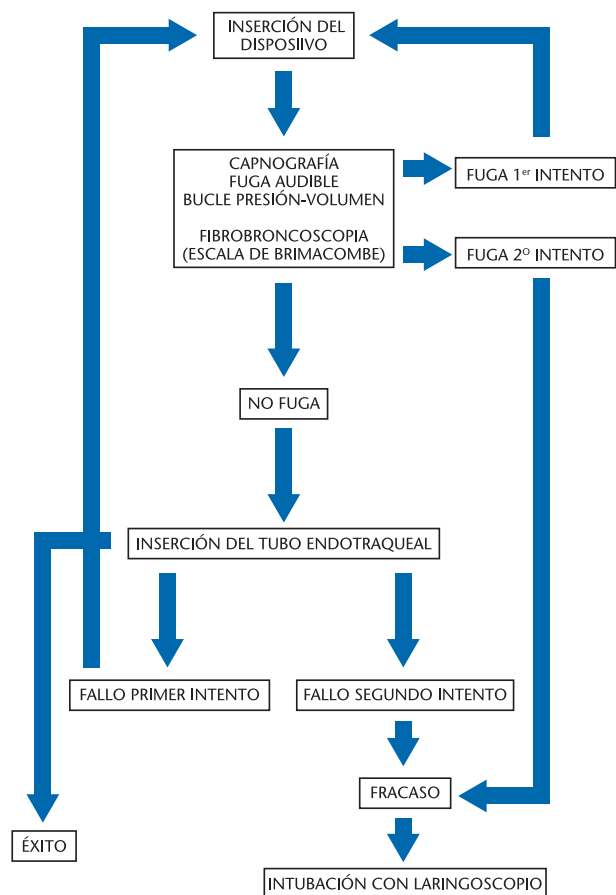 INSERCIÓN DEL
DISPOSIIVO
CAPNOGRAFÍA
FUGA AUDIBLE
BUCLE PRESIÓN-VOLUMEN
FIBROBRONCOSCOPIA
(ESCALA DE BRIMACOMBE)
FUGA 1er INTENTO
FUGA 2O INTENTO
NO FUGA
INSERCIÓN DEL TUBO ENDOTRAQUEAL
FALLO PRIMER INTENTO
FALLO SEGUNDO INTENTO
FRACASO
ÉXITO
INTUBACIÓN CON LARINGOSCOPIO